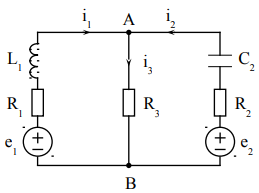 i₁ A i₂
L₁ i₃ C₂
R₁ R₃ R₂
e₁ e₂
B